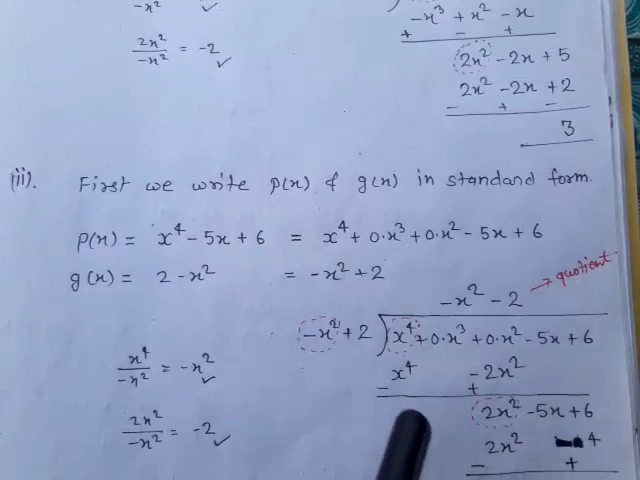 -x²
-x³ + x² - x
+ - +
2x²/-x² = -2
2x² - 2x + 5
2x² - 2x + 2
- + -
3
(ii). First we write p(x) & g(x) in standard form.
p(x) = x⁴ - 5x + 6 = x⁴ + 0·x³ + 0·x² - 5x + 6
g(x) = 2 - x² = -x² + 2
-x² - 2 → quotient
-x² + 2 ) x⁴ + 0·x³ + 0·x² - 5x + 6
x⁴/-x² = -x²
x⁴ - 2x²
- +
2x² - 5x + 6
2x²/-x² = -2
2x² 4
- +